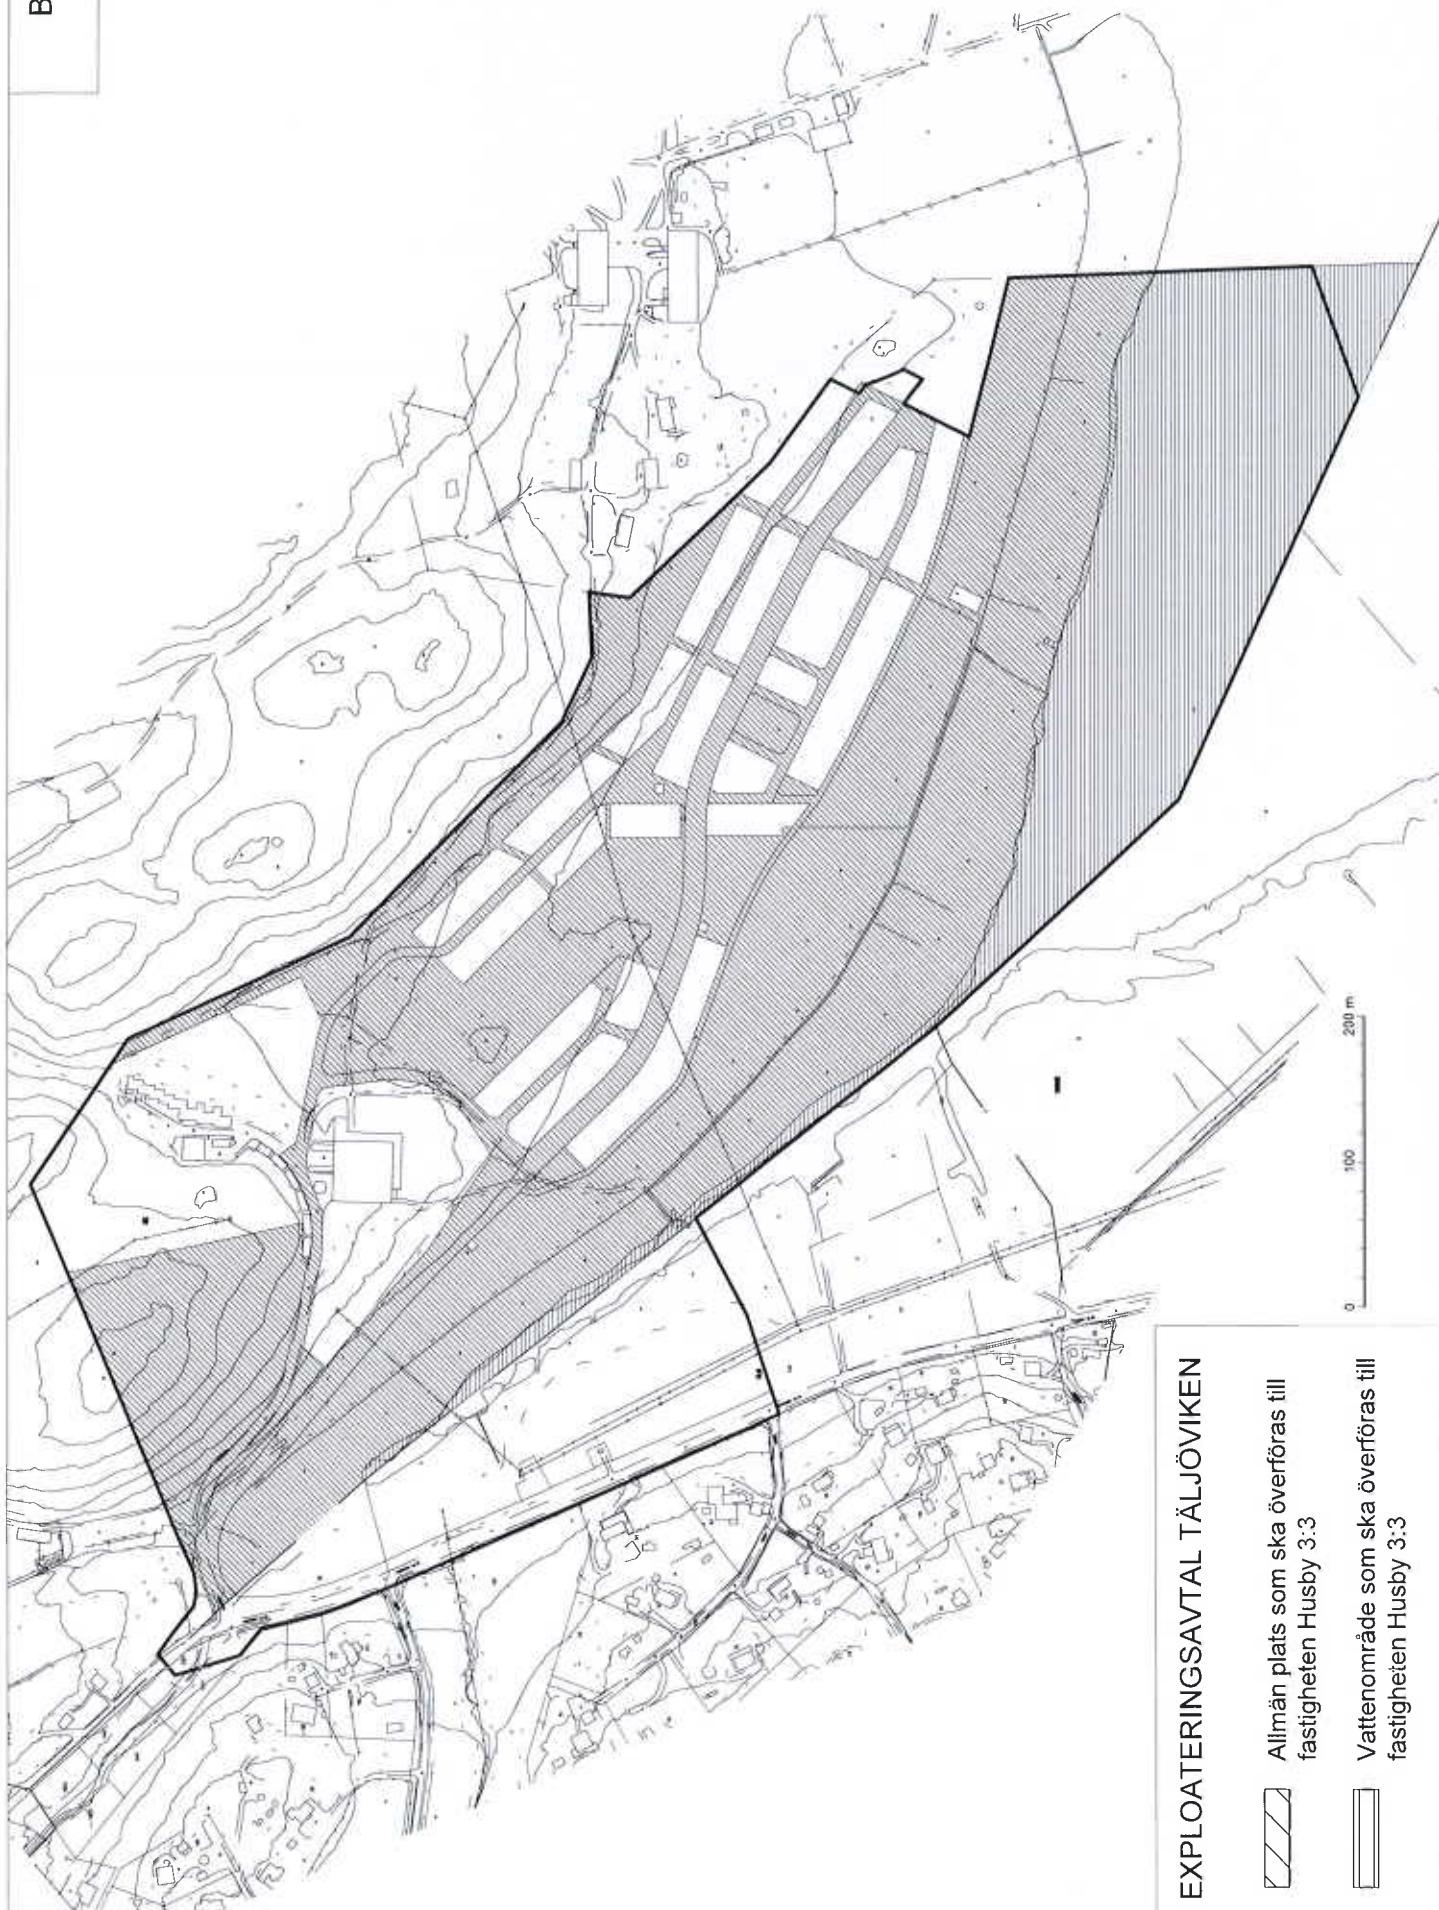 B
EXPLOATERINGSAVTAL TÄLJÖVIKEN
Allmän plats som ska överföras till
fastigheten Husby 3:3
Vattenområde som ska överföras till
fastigheten Husby 3:3
0 100 200 m